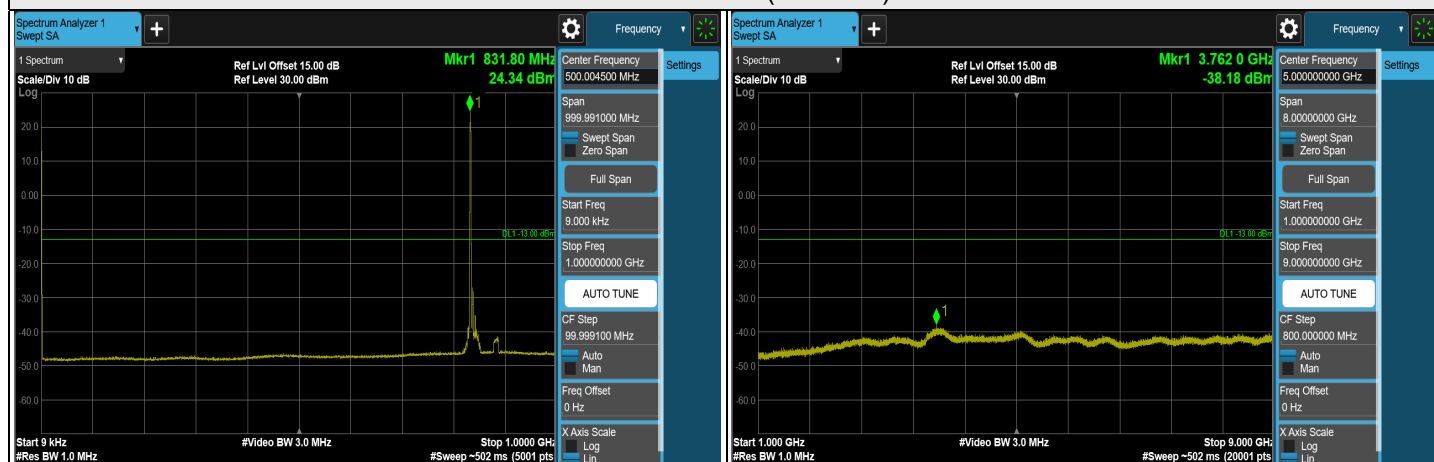 Spectrum Analyzer 1
Swept SA
+
Frequency
1 Spectrum
Scale/Div 10 dB
Log
Ref Lvl Offset 15.00 dB
Ref Level 30.00 dBm
Mkr1 831.80 MHz
24.34 dBm
1
20.0
10.0
0.00
-10.0
-20.0
-30.0
-40.0
-50.0
-60.0
DL1 -13.00 dBm
Start 9 kHz
#Res BW 1.0 MHz
#Video BW 3.0 MHz
Stop 1.0000 GHz
#Sweep ~502 ms (5001 pts
Center Frequency
500.004500 MHz
Span
999.991000 MHz
Swept Span
Zero Span
Full Span
Start Freq
9.000 kHz
Stop Freq
1.000000000 GHz
AUTO TUNE
CF Step
99.999100 MHz
Auto
Man
Freq Offset
0 Hz
X Axis Scale
Log
Lin
Settings
Spectrum Analyzer 1
Swept SA
+
Frequency
1 Spectrum
Scale/Div 10 dB
Log
Ref Lvl Offset 15.00 dB
Ref Level 30.00 dBm
Mkr1 3.762 0 GHz
-38.18 dBm
1
20.0
10.0
0.00
-10.0
-20.0
-30.0
-40.0
-50.0
-60.0
DL1 -13.00 dBm
Start 1.000 GHz
#Res BW 1.0 MHz
#Video BW 3.0 MHz
Stop 9.000 GHz
#Sweep ~502 ms (20001 pts
Center Frequency
5.000000000 GHz
Span
8.00000000 GHz
Swept Span
Zero Span
Full Span
Start Freq
1.000000000 GHz
Stop Freq
9.000000000 GHz
AUTO TUNE
CF Step
800.000000 MHz
Auto
Man
Freq Offset
0 Hz
X Axis Scale
Log
Lin
Settings